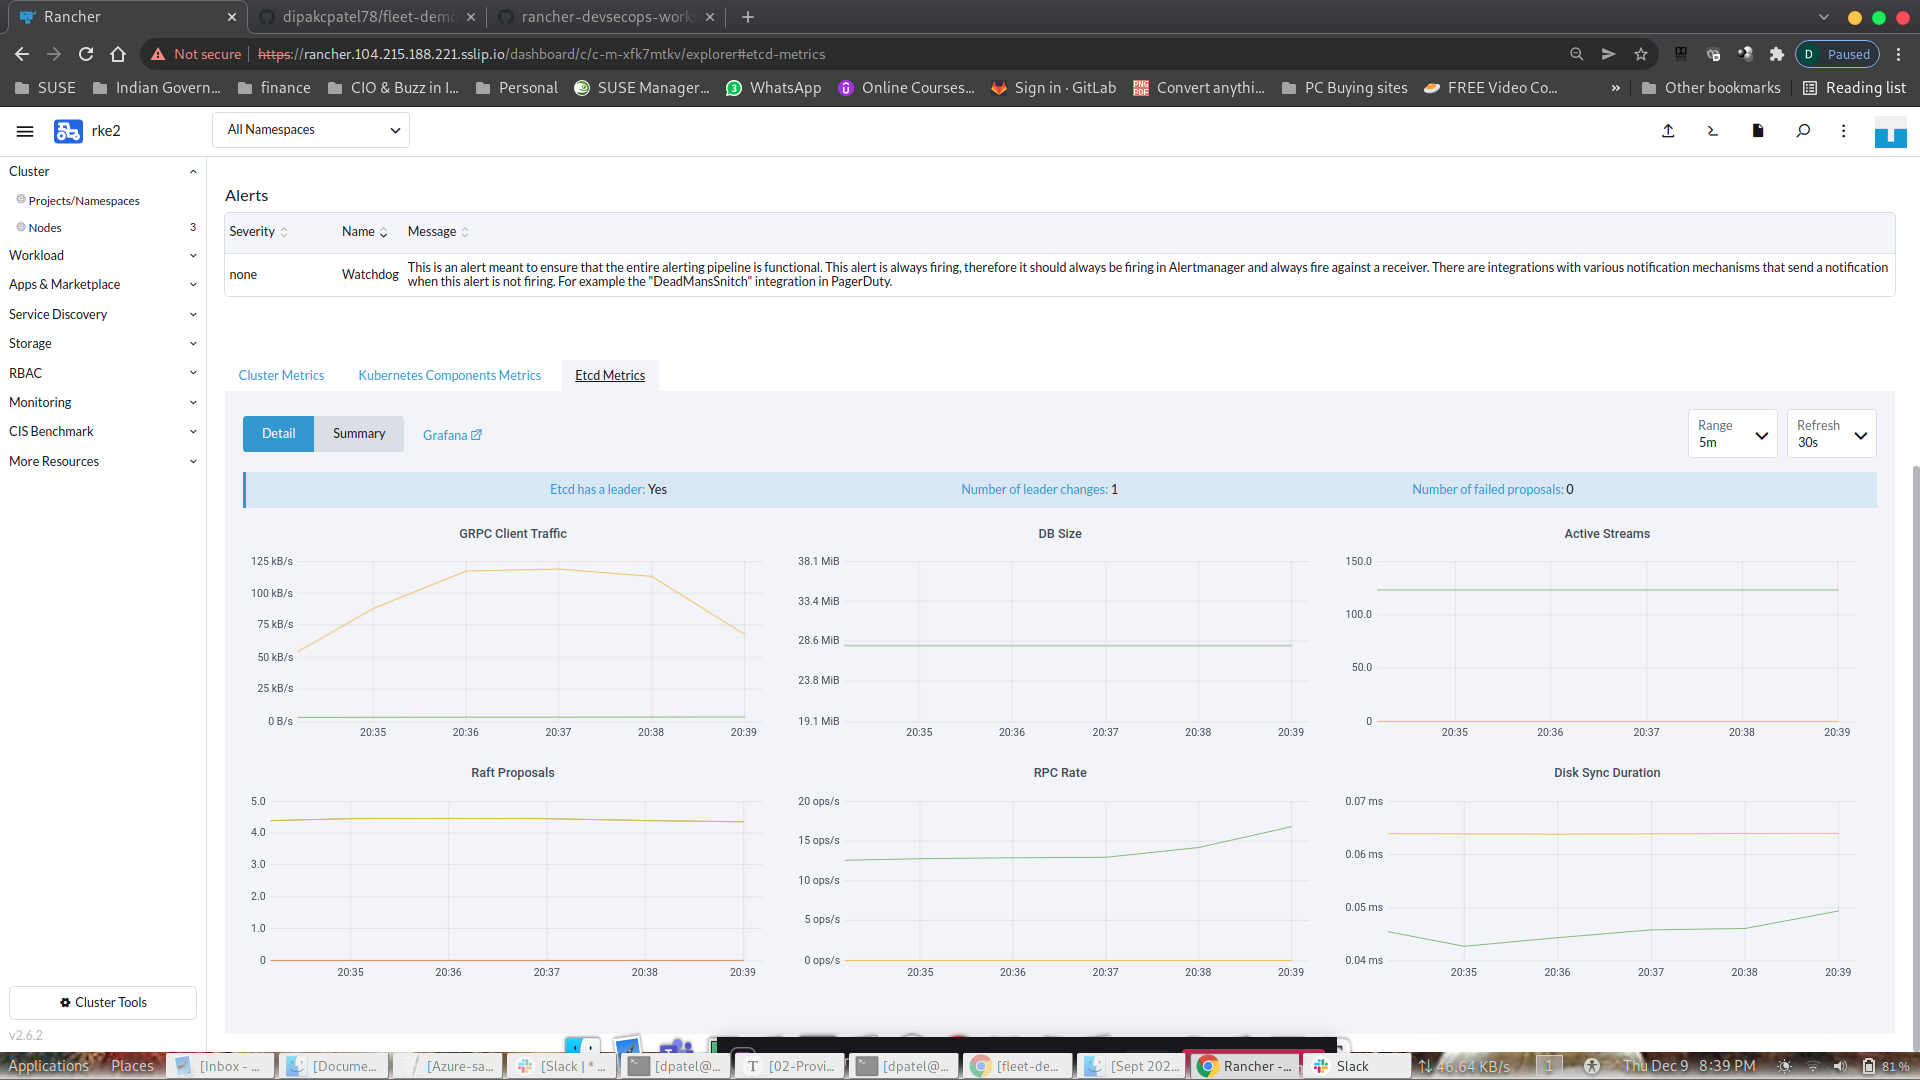 Rancher
dipakcpatel78/fleet-demo
rancher-devsecops-works
Not secure
https://rancher.104.215.188.221.sslip.io/dashboard/c/c-m-xfk7mtkv/explorer#etcd-metrics
D Paused
SUSE
Indian Govern...
finance
CIO & Buzz in I...
Personal
SUSE Manager...
WhatsApp
Online Courses...
Sign in · GitLab
Convert anythi...
PC Buying sites
FREE Video Co...
»
Other bookmarks
Reading list
rke2
All Namespaces
Cluster
Projects/Namespaces
Nodes 3
Workload
Apps & Marketplace
Service Discovery
Storage
RBAC
Monitoring
CIS Benchmark
More Resources
Cluster Tools
v2.6.2
Alerts
Severity Name Message
none Watchdog This is an alert meant to ensure that the entire alerting pipeline is functional. This alert is always firing, therefore it should always be firing in Alertmanager and always fire against a receiver. There are integrations with various notification mechanisms that send a notification
when this alert is not firing. For example the "DeadMansSnitch" integration in PagerDuty.
Cluster Metrics Kubernetes Components Metrics Etcd Metrics
Detail Summary Grafana
Range
5m
Refresh
30s
Etcd has a leader: Yes
Number of leader changes: 1
Number of failed proposals: 0
GRPC Client Traffic
125 kB/s
100 kB/s
75 kB/s
50 kB/s
25 kB/s
0 B/s
20:35 20:36 20:37 20:38 20:39
DB Size
38.1 MiB
33.4 MiB
28.6 MiB
23.8 MiB
19.1 MiB
20:35 20:36 20:37 20:38 20:39
Active Streams
150.0
100.0
50.0
0
20:35 20:36 20:37 20:38 20:39
Raft Proposals
5.0
4.0
3.0
2.0
1.0
0
20:35 20:36 20:37 20:38 20:39
RPC Rate
20 ops/s
15 ops/s
10 ops/s
5 ops/s
0 ops/s
20:35 20:36 20:37 20:38 20:39
Disk Sync Duration
0.07 ms
0.06 ms
0.05 ms
0.04 ms
20:35 20:36 20:37 20:38 20:39
Applications
Places
[Inbox - ...
[Docume...
[Azure-sa...
[Slack | * ...
[dpatel@...
[02-Provi...
[dpatel@...
[fleet-de...
[Sept 202...
Rancher -...
Slack
46.64 KB/s
1
Thu Dec 9 8:39 PM
81 %